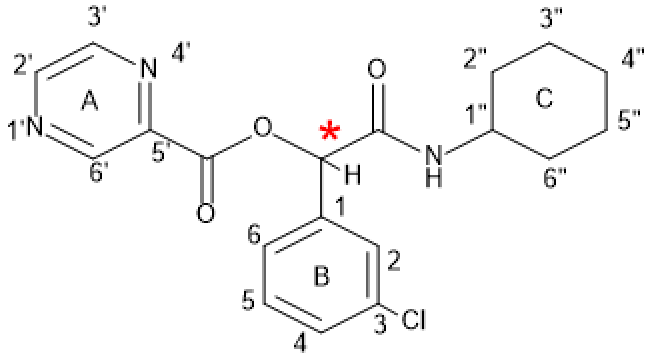 3' 3"
2' N 4' O 2" 4"
A C
O * 1"
1'N 5' N 5"
6' H H 6"
O 1
6 2
B
5 3 Cl
4